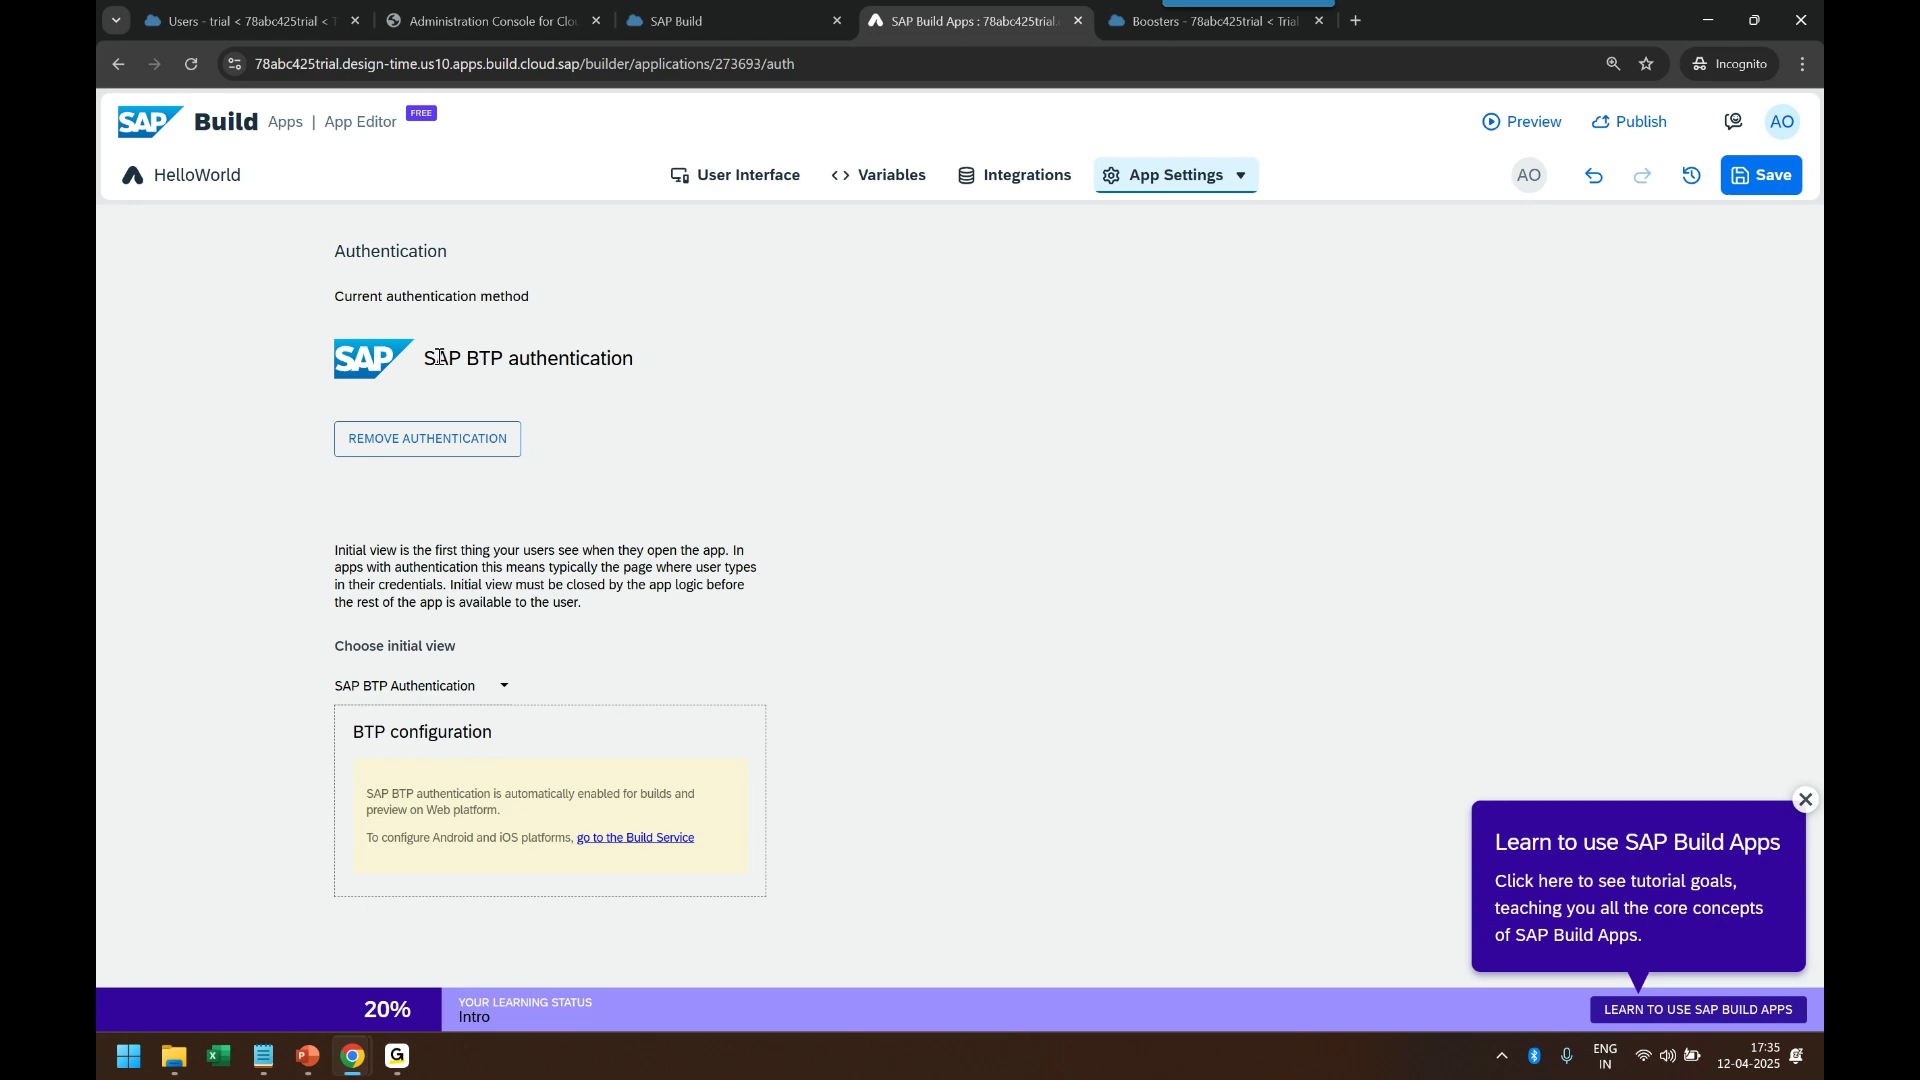 Users - trial < 78abc425trial < T
Administration Console for Clou
SAP Build
SAP Build Apps : 78abc425trial.
Boosters - 78abc425trial < Trial
78abc425trial.design-time.us10.apps.build.cloud.sap/builder/applications/273693/auth
Incognito
SAP Build Apps | App Editor FREE
Preview
Publish
AO
HelloWorld
User Interface
<> Variables
Integrations
App Settings
AO
Save
Authentication
Current authentication method
SAP SAP BTP authentication
REMOVE AUTHENTICATION
Initial view is the first thing your users see when they open the app. In
apps with authentication this means typically the page where user types
in their credentials. Initial view must be closed by the app logic before
the rest of the app is available to the user.
Choose initial view
SAP BTP Authentication
BTP configuration
SAP BTP authentication is automatically enabled for builds and
preview on Web platform.
To configure Android and iOS platforms, go to the Build Service
Learn to use SAP Build Apps
Click here to see tutorial goals,
teaching you all the core concepts
of SAP Build Apps.
20%
YOUR LEARNING STATUS
Intro
LEARN TO USE SAP BUILD APPS
ENG
IN
17:35
12-04-2025